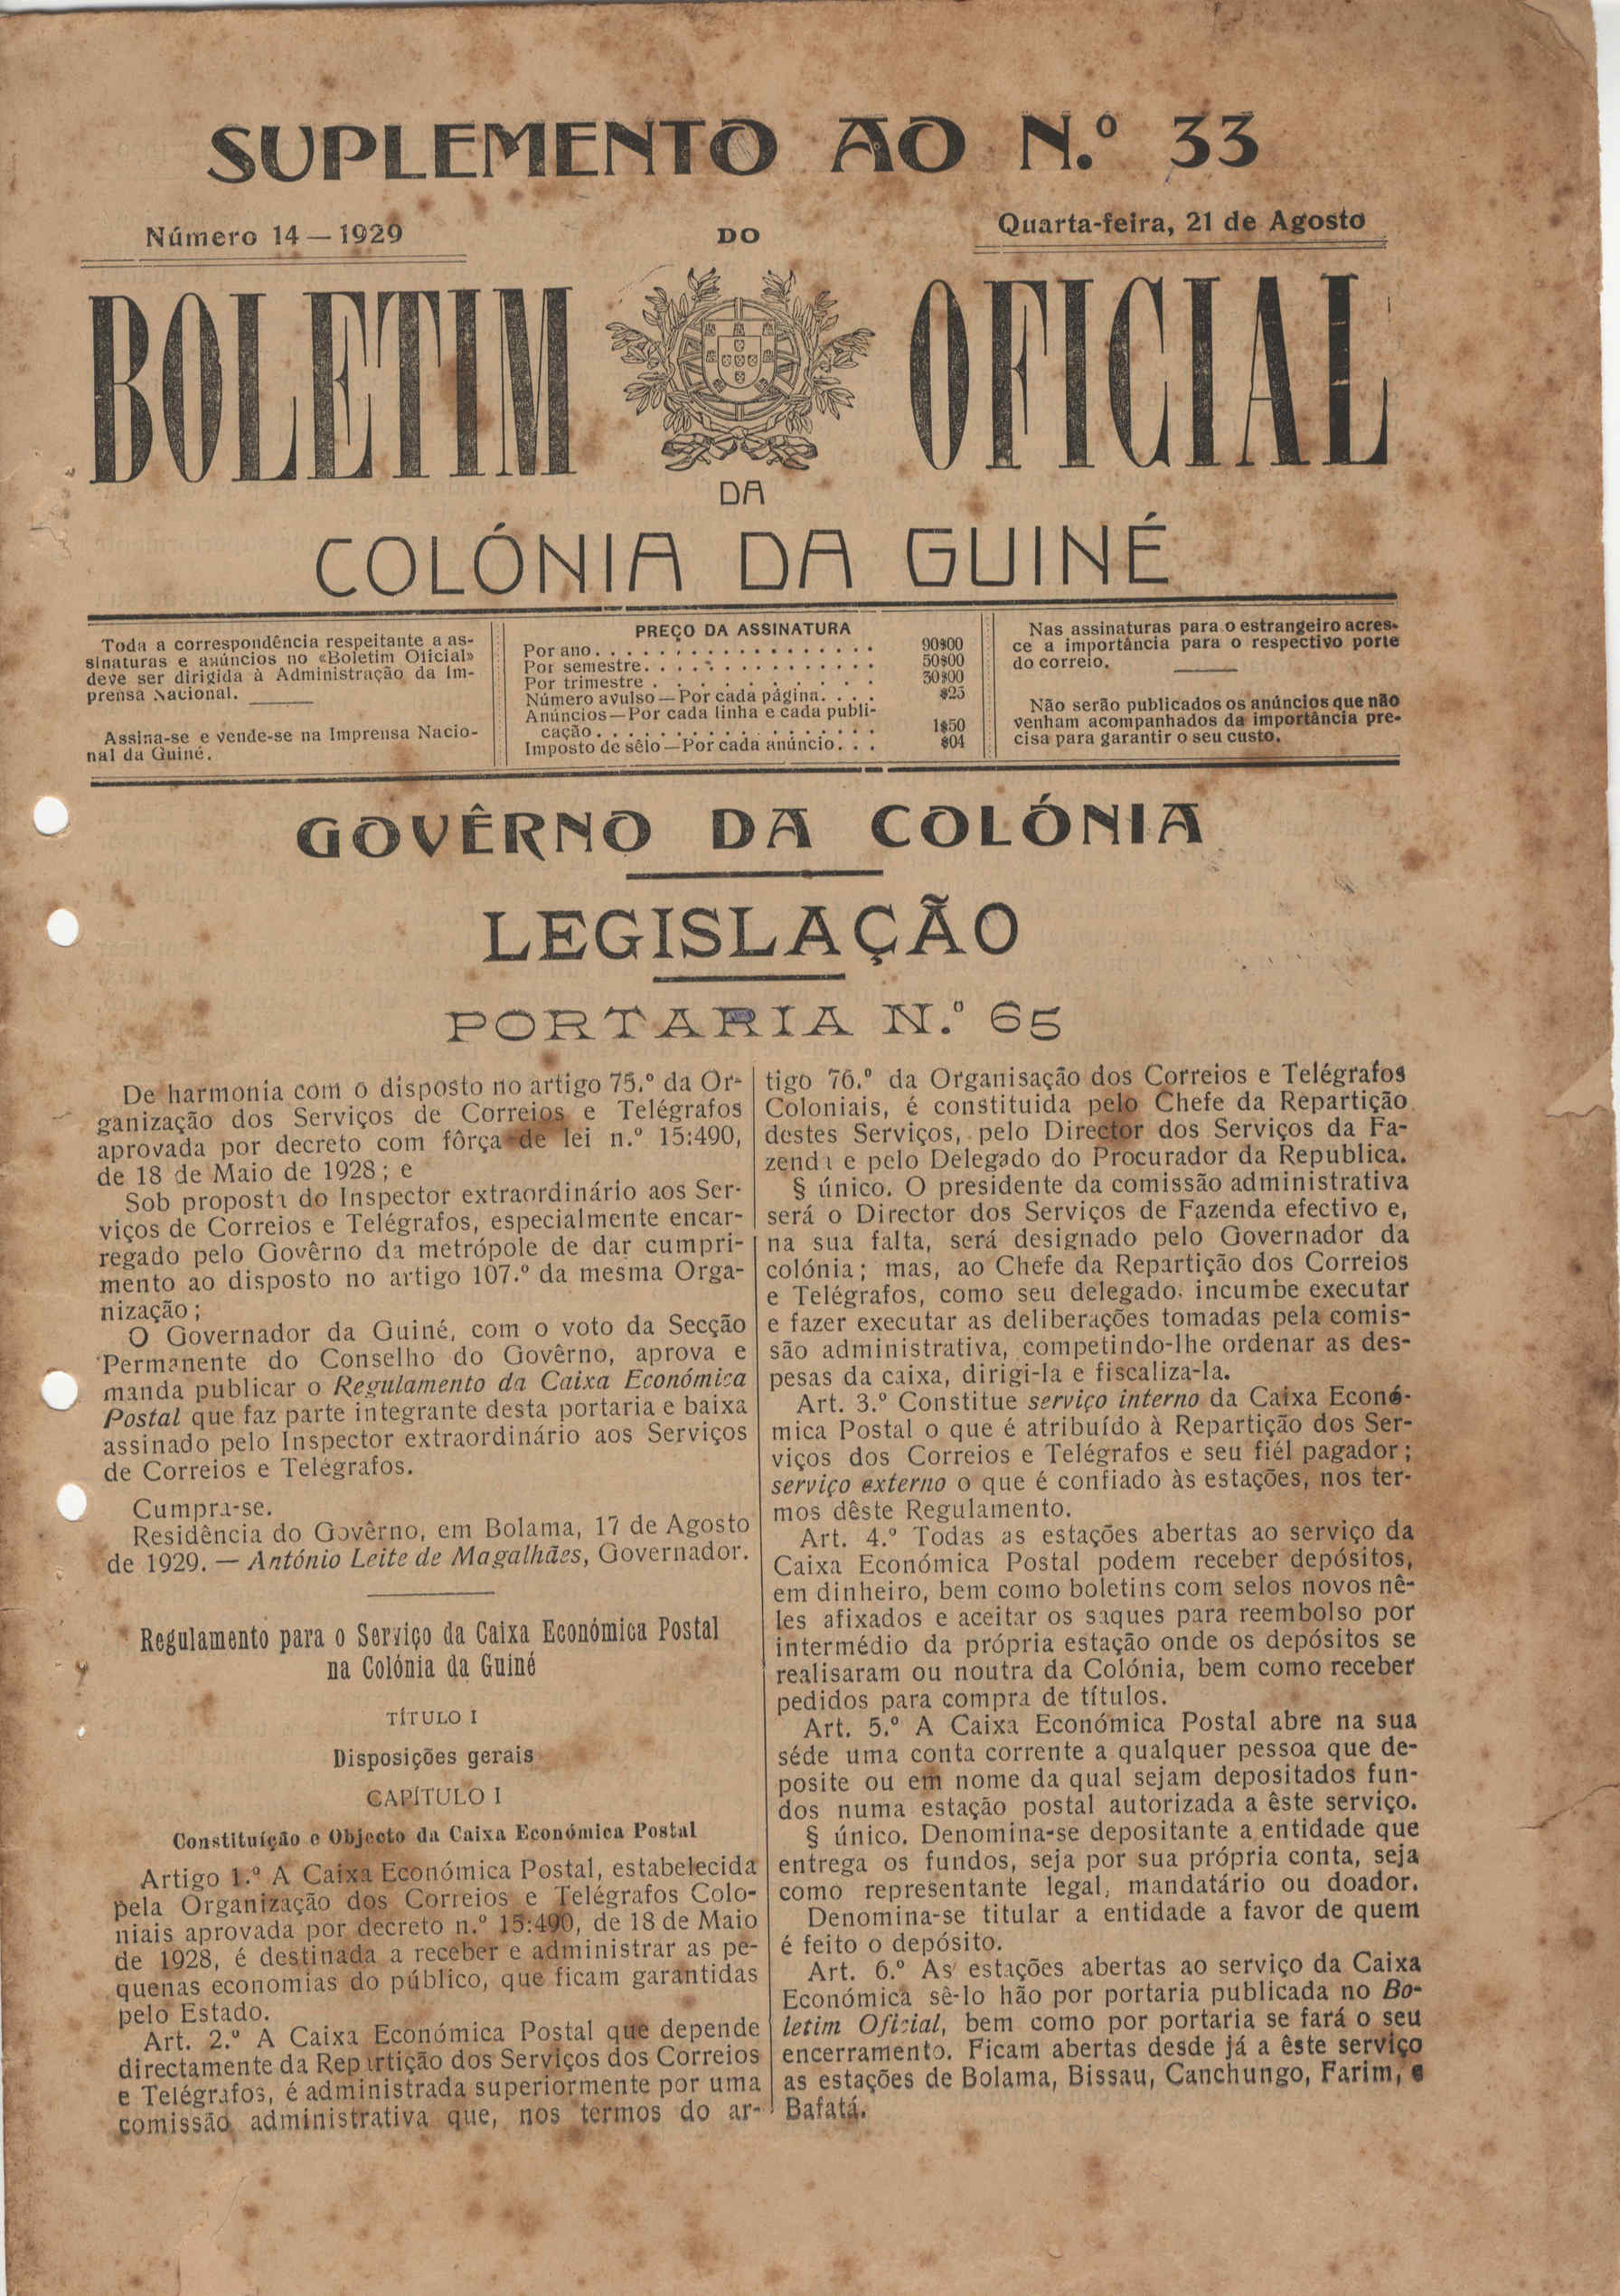 SUPLEMENTO AO N.º 33
Número 14 — 1929
DO
Quarta-feira, 21 de Agosto
BOLETIM OFICIAL
DA
COLÓNIA DA GUINÉ
Toda a correspondência respeitante a as-
sinaturas e anúncios no «Boletim Oficial»
deve ser dirigida à Administração da Im-
prensa Nacional.
Assina-se e vende-se na Imprensa Nacio-
nal da Guiné.
PREÇO DA ASSINATURA
Por ano. . . . . . . . . . . . . . . . . 90$00
Por semestre. . . . . . . . . . . . . . 50$00
Por trimestre . . . . . . . . . . . . . 30$00
Número avulso — Por cada página. . . . $25
Anúncios — Por cada linha e cada publi-
cação. . . . . . . . . . . . . . . . . 1$50
Imposto de sêlo — Por cada anúncio. . . $04
Nas assinaturas para o estrangeiro acres-
ce a importância para o respectivo porte
do correio.
Não serão publicados os anúncios que não
venham acompanhados da importância pre-
cisa para garantir o seu custo.
GOVÊRNO DA COLÓNIA
LEGISLAÇÃO
PORTARIA N.º 65
De harmonia com o disposto no artigo 75.º da Or-
ganização dos Serviços de Correios e Telégrafos
aprovada por decreto com fôrça de lei n.º 15:490,
de 18 de Maio de 1928; e
Sob proposta do Inspector extraordinário aos Ser-
viços de Correios e Telégrafos, especialmente encar-
regado pelo Govêrno da metrópole de dar cumpri-
mento ao disposto no artigo 107.º da mesma Orga-
nização;
O Governador da Guiné, com o voto da Secção
Permanente do Conselho do Govêrno, aprova e
manda publicar o Regulamento da Caixa Económica
Postal que faz parte integrante desta portaria e baixa
assinado pelo Inspector extraordinário aos Serviços
de Correios e Telégrafos.
Cumpra-se.
Residência do Govêrno, em Bolama, 17 de Agosto
de 1929. — António Leite de Magalhães, Governador.
Regulamento para o Serviço da Caixa Económica Postal
na Colónia da Guiné
TÍTULO I
Disposições gerais
CAPÍTULO I
Constituíção e Objecto da Caixa Económica Postal
Artigo 1.º A Caixa Económica Postal, estabelecida
pela Organização dos Correios e Telégrafos Colo-
niais aprovada por decreto n.º 15:490, de 18 de Maio
de 1928, é destinada a receber e administrar as pe-
quenas economias do público, que ficam garantidas
pelo Estado.
Art. 2.º A Caixa Económica Postal que depende
directamente da Repartição dos Serviços dos Correios
e Telégrafos, é administrada superiormente por uma
comissão administrativa que, nos termos do ar-
tigo 76.º da Organisação dos Correios e Telégrafos
Coloniais, é constituida pelo Chefe da Repartição
destes Serviços, pelo Director dos Serviços da Fa-
zenda e pelo Delegado do Procurador da Republica.
§ único. O presidente da comissão administrativa
será o Director dos Serviços de Fazenda efectivo e,
na sua falta, será designado pelo Governador da
colónia; mas, ao Chefe da Repartição dos Correios
e Telégrafos, como seu delegado, incumbe executar
e fazer executar as deliberações tomadas pela comis-
são administrativa, competindo-lhe ordenar as des-
pesas da caixa, dirigi-la e fiscaliza-la.
Art. 3.º Constitue serviço interno da Caixa Econó-
mica Postal o que é atribuído à Repartição dos Ser-
viços dos Correios e Telégrafos e seu fiél pagador;
serviço externo o que é confiado às estações, nos ter-
mos dêste Regulamento.
Art. 4.º Todas as estações abertas ao serviço da
Caixa Económica Postal podem receber depósitos,
em dinheiro, bem como boletins com selos novos nê-
les afixados e aceitar os saques para reembolso por
intermédio da própria estação onde os depósitos se
realisaram ou noutra da Colónia, bem como receber
pedidos para compra de títulos.
Art. 5.º A Caixa Económica Postal abre na sua
séde uma conta corrente a qualquer pessoa que de-
posite ou em nome da qual sejam depositados fun-
dos numa estação postal autorizada a êste serviço.
§ único. Denomina-se depositante a entidade que
entrega os fundos, seja por sua própria conta, seja
como representante legal, mandatário ou doador.
Denomina-se titular a entidade a favor de quem
é feito o depósito.
Art. 6.º As estações abertas ao serviço da Caixa
Económica sê-lo hão por portaria publicada no Bo-
letim Oficial, bem como por portaria se fará o seu
encerramento. Ficam abertas desde já a êste serviço
as estações de Bolama, Bissau, Canchungo, Farim, e
Bafatá.